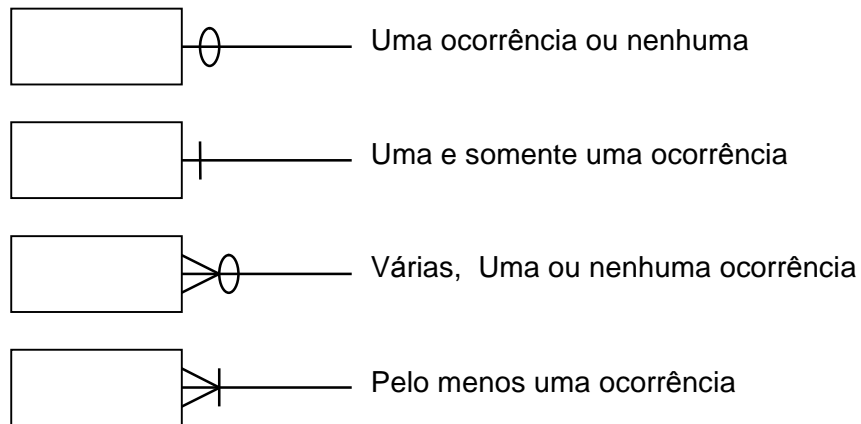 Uma ocorrência ou nenhuma
Uma e somente uma ocorrência
Várias,  Uma ou nenhuma ocorrência
Pelo menos uma ocorrência